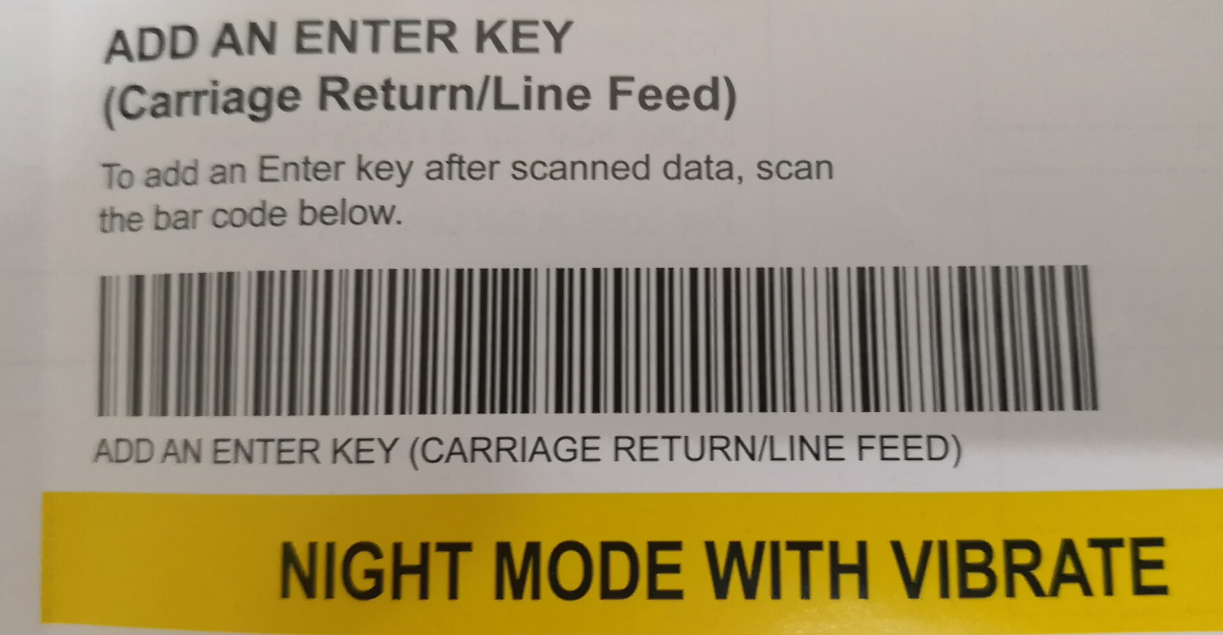 ADD AN ENTER KEY
(Carriage Return/Line Feed)
To add an Enter key after scanned data, scan
the bar code below.
ADD AN ENTER KEY (CARRIAGE RETURN/LINE FEED)
NIGHT MODE WITH VIBRATE